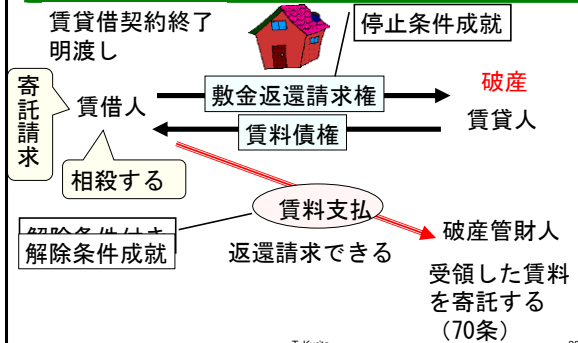 賃貸借契約終了
明渡し
停止条件成就
寄託請求
賃借人
敷金返還請求権
破産
賃貸人
賃料債権
相殺する
賃料支払
解除条件成就
返還請求できる
破産管財人
受領した賃料
を寄託する
（70条）